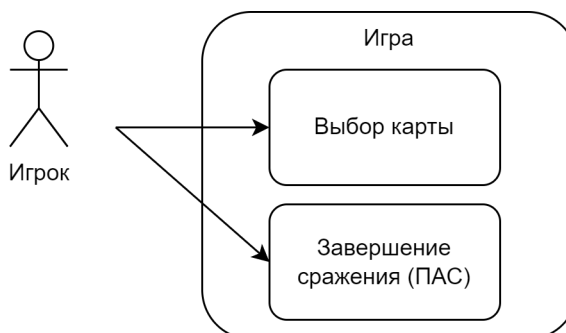 Игра
Выбор карты
Игрок
Завершение
сражения (ПАС)